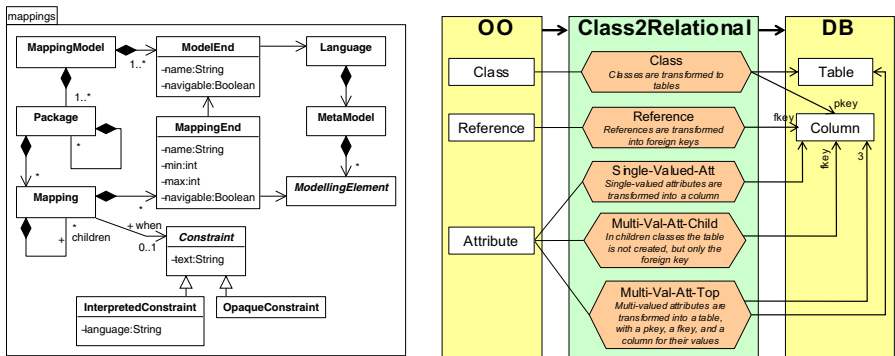 mappings
MappingModel
1..*
ModelEnd
-name:String
-navigable:Boolean
Language
1..*
Package
*
MappingEnd
-name:String
-min:int
-max:int
-navigable:Boolean
MetaModel
*
ModellingElement
*
Mapping
*
*
+
children
+ when
0..1
Constraint
-text:String
InterpretedConstraint
-language:String
OpaqueConstraint
OO
Class2Relational
DB
Class
Class
Classes are transformed to
tables
Table
pkey
Reference
Reference
References are transformed
into foreign keys
fkey
Column
Single-Valued-Att
Single-valued attributes are
transformed into a column
fkey
3
Attribute
Multi-Val-Att-Child
In children classes the table
is not created, but only the
foreign key
Multi-Val-Att-Top
Multi-valued attributes are
transformed into a table,
with a pkey, a fkey, and a
column for their values